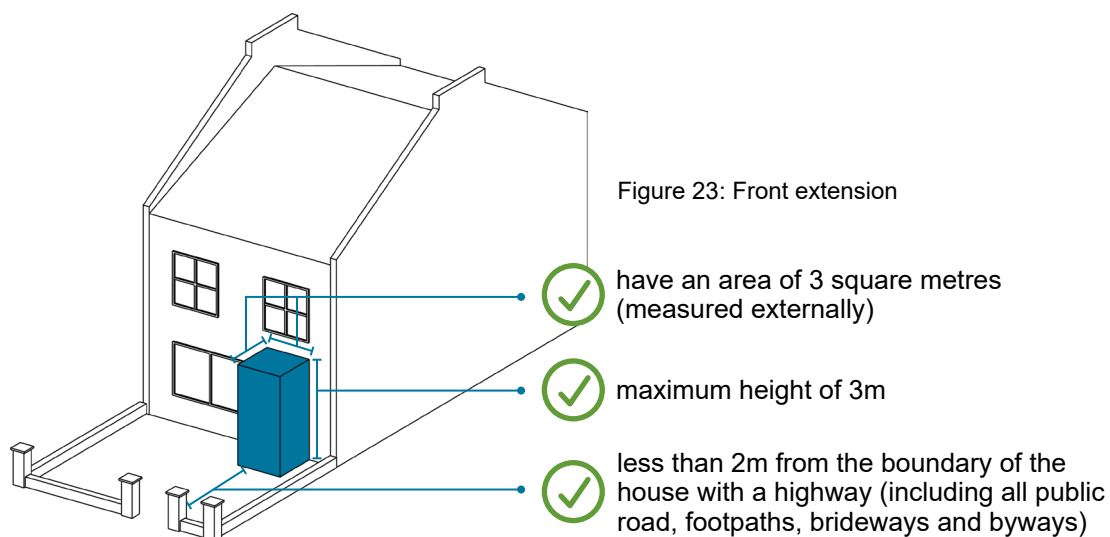 Figure 23: Front extension
have an area of 3 square metres
(measured externally)
maximum height of 3m
less than 2m from the boundary of the
house with a highway (including all public
road, footpaths, brideways and byways)